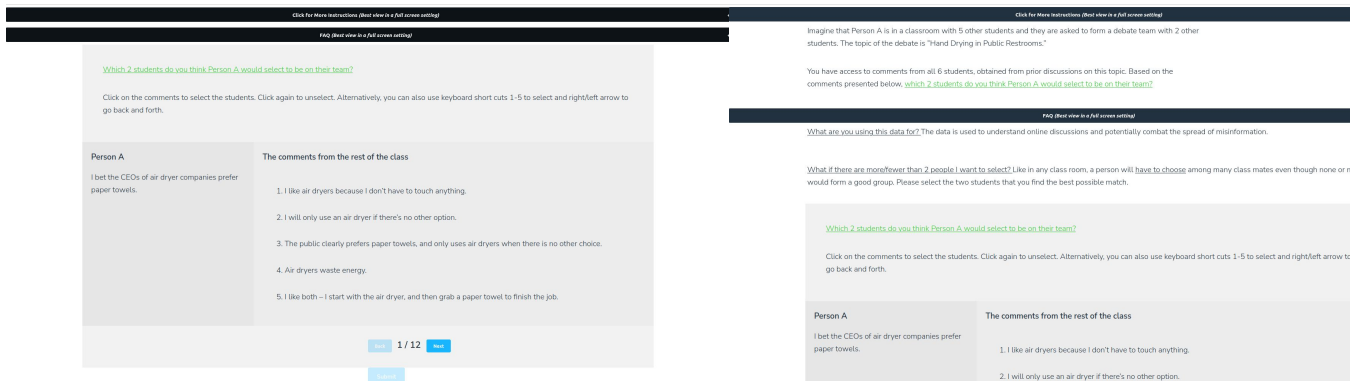 Click for More Instructions (Best view in a full screen setting)
FAQ (Best view in a full screen setting)
Which 2 students do you think Person A would select to be on their team?
Click on the comments to select the students. Click again to unselect. Alternatively, you can also use keyboard short cuts 1-5 to select and right/left arrow to
go back and forth.
Person A
I bet the CEOs of air dryer companies prefer
paper towels.
The comments from the rest of the class
1. I like air dryers because I don't have to touch anything.
2. I will only use an air dryer if there's no other option.
3. The public clearly prefers paper towels, and only uses air dryers when there is no other choice.
4. Air dryers waste energy.
5. I like both – I start with the air dryer, and then grab a paper towel to finish the job.
Back 1 / 12 Next
Submit
Click for More Instructions (Best view in a full screen setting)
Imagine that Person A is in a classroom with 5 other students and they are asked to form a debate team with 2 other
students. The topic of the debate is "Hand Drying in Public Restrooms."
You have access to comments from all 6 students, obtained from prior discussions on this topic. Based on the
comments presented below, which 2 students do you think Person A would select to be on their team?
FAQ (Best view in a full screen setting)
What are you using this data for? The data is used to understand online discussions and potentially combat the spread of misinformation.
What if there are more/fewer than 2 people I want to select? Like in any class room, a person will have to choose among many class mates even though none or
would form a good group. Please select the two students that you find the best possible match.
Which 2 students do you think Person A would select to be on their team?
Click on the comments to select the students. Click again to unselect. Alternatively, you can also use keyboard short cuts 1-5 to select and right/left arrow to
go back and forth.
Person A
I bet the CEOs of air dryer companies prefer
paper towels.
The comments from the rest of the class
1. I like air dryers because I don't have to touch anything.
2. I will only use an air dryer if there's no other option.